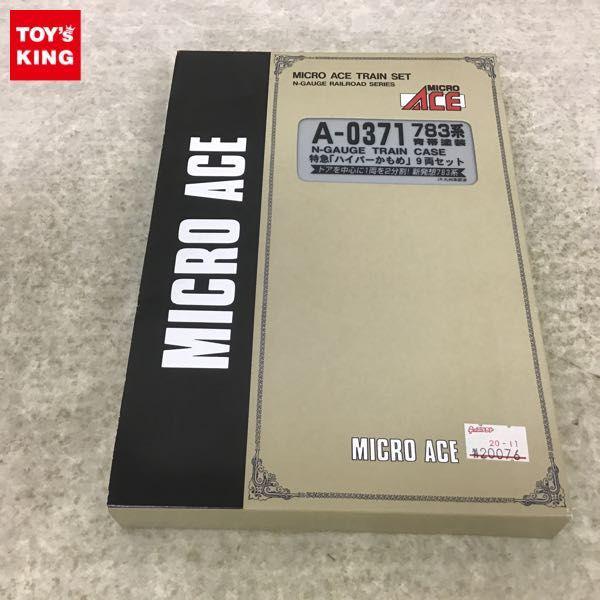 TOY'S
KING
MICRO ACE
MICRO ACE TRAIN SET
N-GAUGE RAILROAD SERIES
MICRO
ACE
A-0371 783系
青帯塗装
N-GAUGE TRAIN CASE
特急「ハイパーかもめ」9両セット
ドアを中心に1両を2分割!新発想783系
MICRO ACE
20-11
¥20076